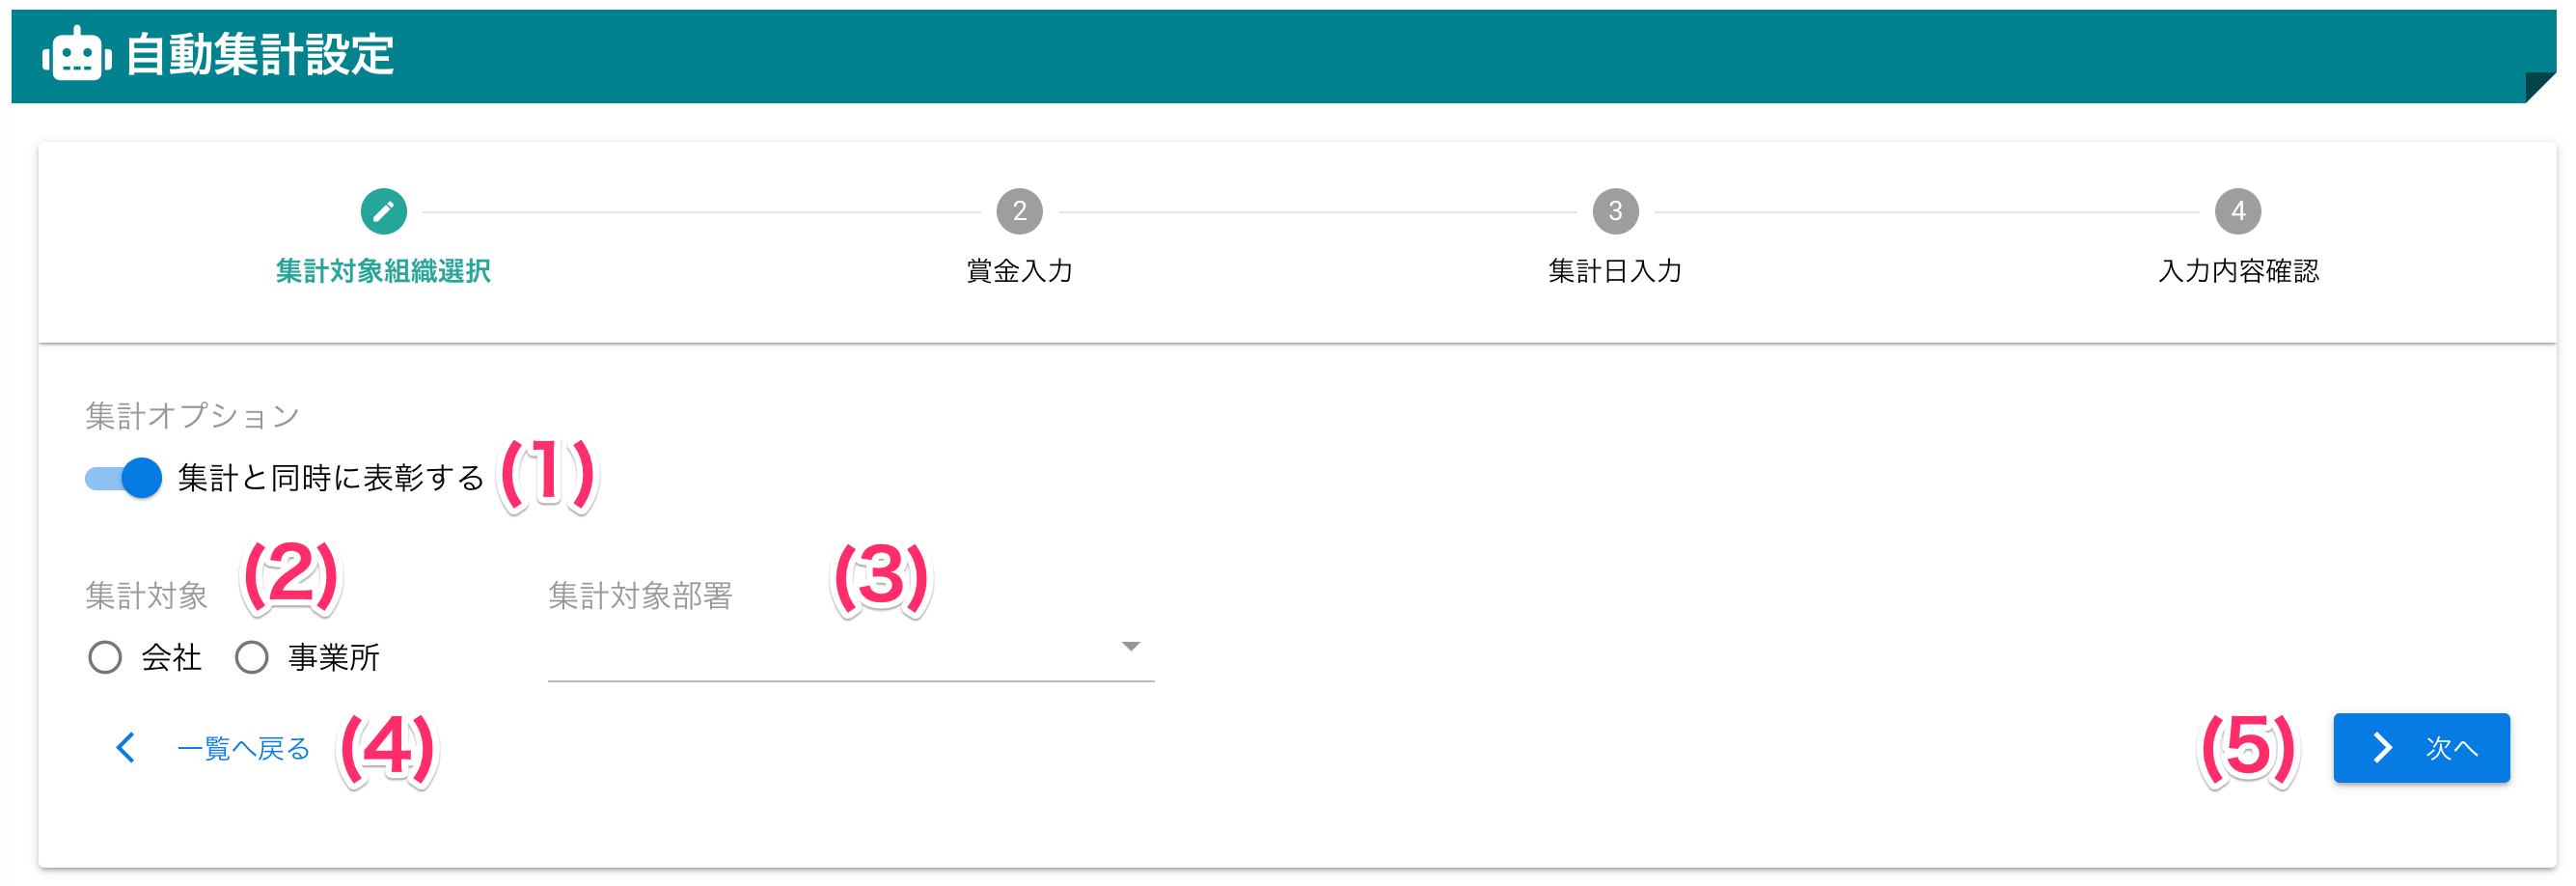 自動集計設定
2
3
4
集計対象組織選択
賞金入力
集計日入力
入力内容確認
集計オプション
集計と同時に表彰する (1)
集計対象 (2)
集計対象部署 (3)
会社 事業所
一覧へ戻る (4)
(5) 次へ